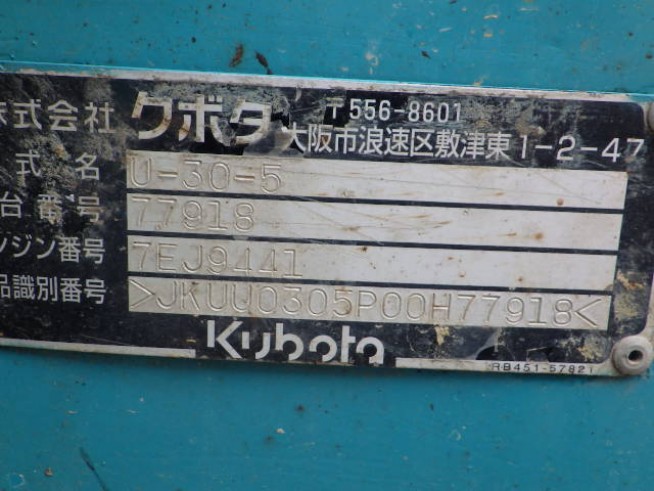 株式会社 クボタ 〒556-8601
大阪市浪速区敷津東1-2-47
式名 U-30-5
台番号 77918
ンジン番号 7EJ9441
品識別番号 >JKUU0305P00H77918<
Kubota
RB451-57821